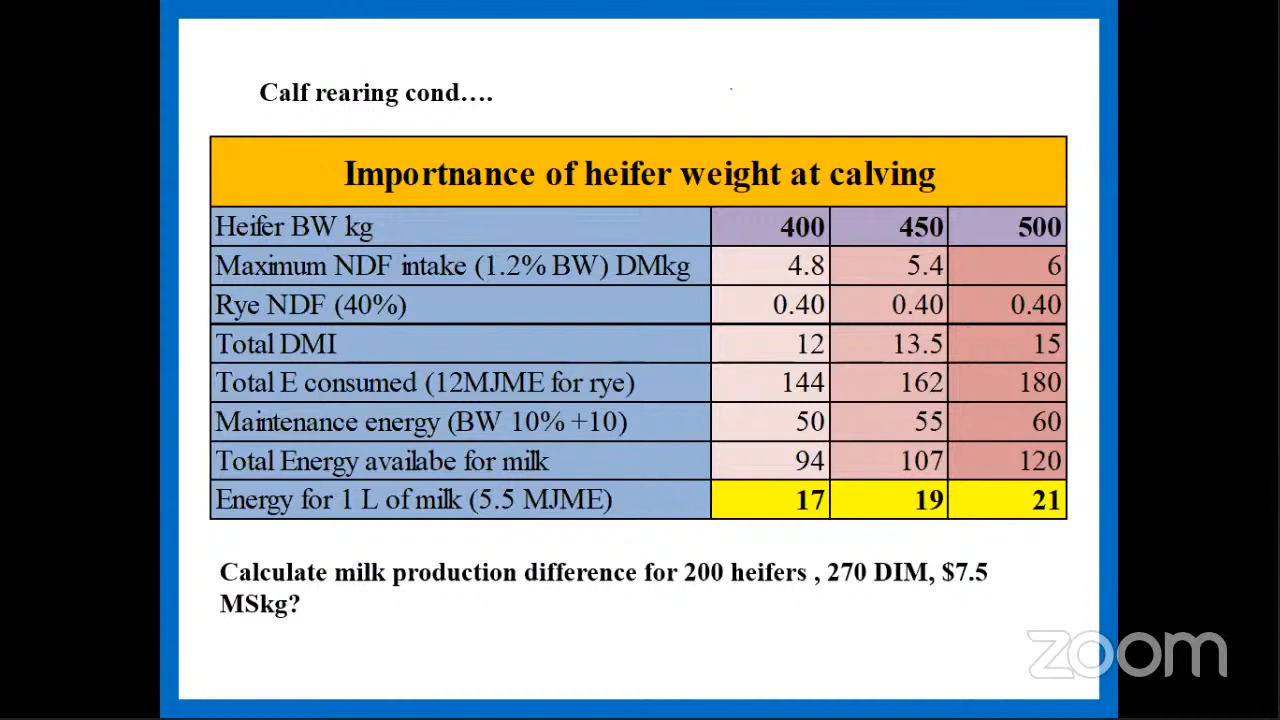 Calf rearing cond....
Importnance of heifer weight at calving
Heifer BW kg 400 450 500
Maximum NDF intake (1.2% BW) DMkg 4.8 5.4 6
Rye NDF (40%) 0.40 0.40 0.40
Total DMI 12 13.5 15
Total E consumed (12MJME for rye) 144 162 180
Maintenance energy (BW 10% +10) 50 55 60
Total Energy availabe for milk 94 107 120
Energy for 1 L of milk (5.5 MJME) 17 19 21
Calculate milk production difference for 200 heifers , 270 DIM, $7.5
MSkg?
zoom